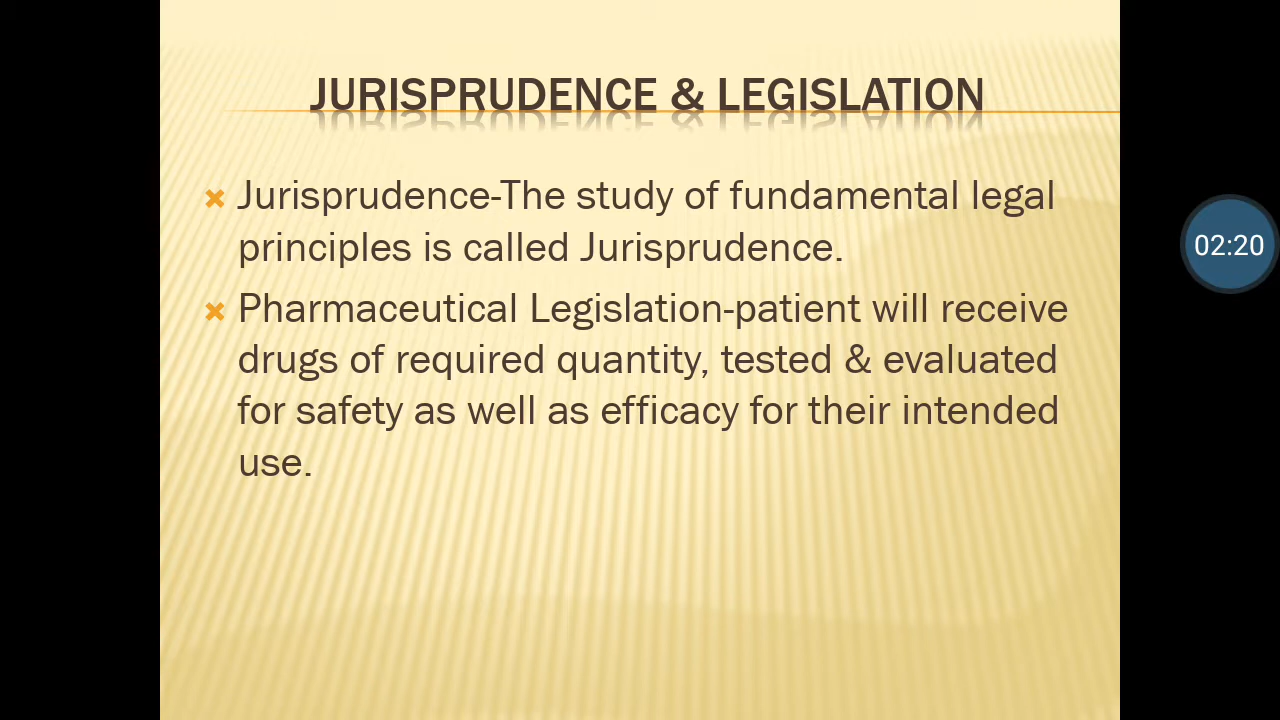 JURISPRUDENCE & LEGISLATION
Jurisprudence-The study of fundamental legal
principles is called Jurisprudence.
Pharmaceutical Legislation-patient will receive
drugs of required quantity, tested & evaluated
for safety as well as efficacy for their intended
use.
02:20